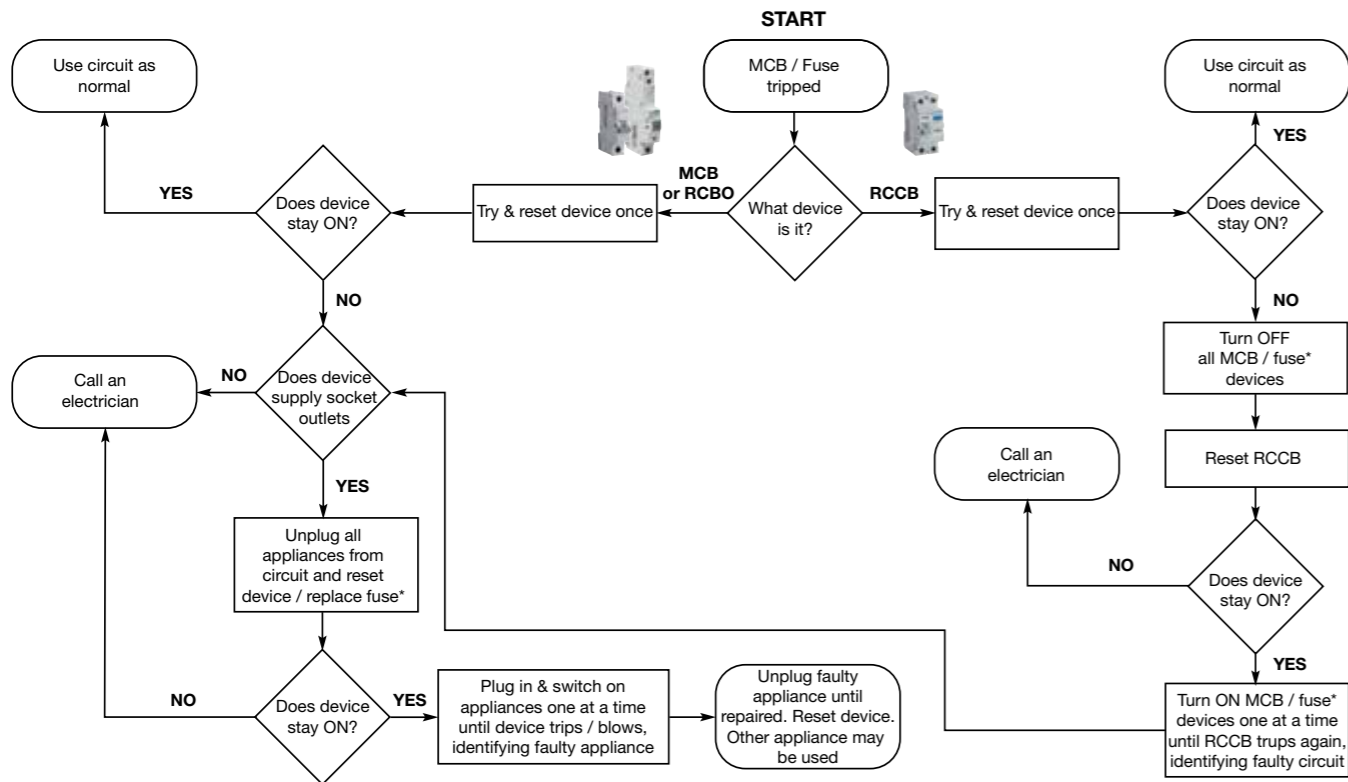 START
MCB / Fuse
tripped
What device
is it?
MCB
or RCBO
Try & reset device once
Does device
stay ON?
YES
Use circuit as
normal
NO
Does device
supply socket
outlets
NO
Call an
electrician
YES
Unplug all
appliances from
circuit and reset
device / replace fuse*
Does device
stay ON?
NO
YES
Plug in & switch on
appliances one at a time
until device trips / blows,
identifying faulty appliance
Unplug faulty
appliance until
repaired. Reset device.
Other appliance may
be used
RCCB
Try & reset device once
Does device
stay ON?
YES
Use circuit as
normal
NO
Turn OFF
all MCB / fuse*
devices
Reset RCCB
Does device
stay ON?
NO
Call an
electrician
YES
Turn ON MCB / fuse*
devices one at a time
until RCCB trups again,
identifying faulty circuit